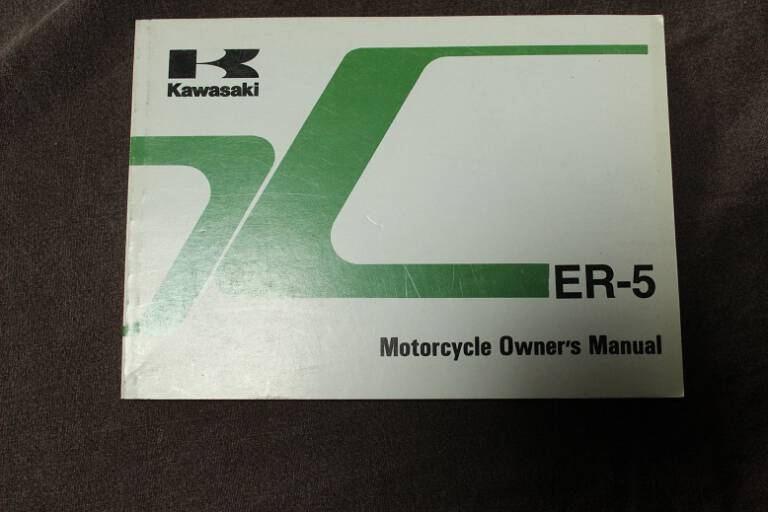 Kawasaki
ER-5
Motorcycle Owner's Manual